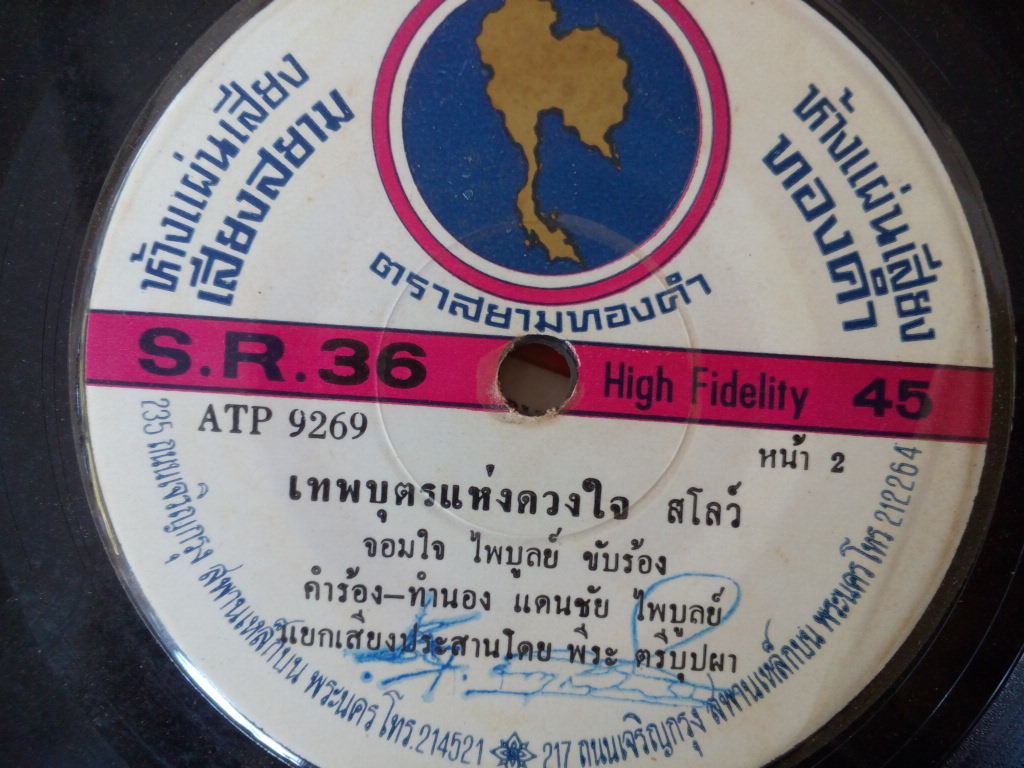 ห้างแผ่นเสียง
เสียงสยาม
ห้างแผ่นเสียง
ทองคำ
ตราสยามทองคำ
S.R.36 High Fidelity 45
ATP 9269
หน้า 2
เทพบุตรแห่งดวงใจ สโลว์
จอมใจ ไพบูลย์ ขับร้อง
คำร้อง–ทำนอง แดนชัย ไพบูลย์
แยกเสียงประสานโดย พีระ ตรีบุปผา
235 ถนนเจริญกรุง สพานเหล็กบน พระนคร โทร. 214521
217 ถนนเจริญกรุง สพานเหล็กบน พระนคร โทร. 212264